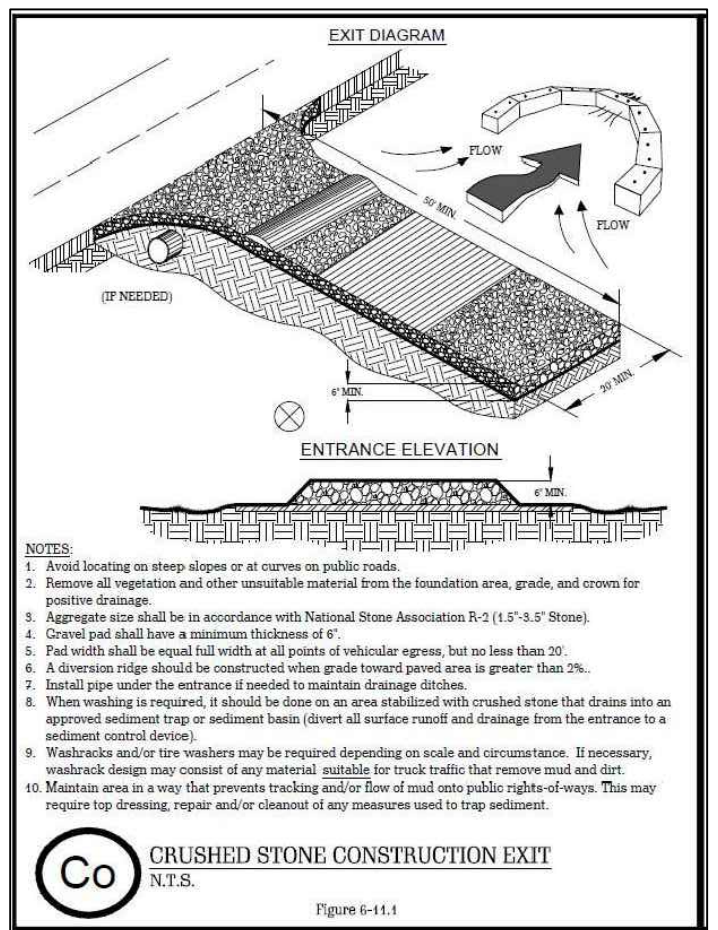 EXIT DIAGRAM
FLOW
50' MIN.
FLOW
(IF NEEDED)
6" MIN.
20' MIN.
ENTRANCE ELEVATION
6" MIN.
NOTES:
1. Avoid locating on steep slopes or at curves on public roads.
2. Remove all vegetation and other unsuitable material from the foundation area, grade, and crown for
positive drainage.
3. Aggregate size shall be in accordance with National Stone Association R-2 (1.5"-3.5" Stone).
4. Gravel pad shall have a minimum thickness of 6".
5. Pad width shall be equal full width at all points of vehicular egress, but no less than 20'.
6. A diversion ridge should be constructed when grade toward paved area is greater than 2%..
7. Install pipe under the entrance if needed to maintain drainage ditches.
8. When washing is required, it should be done on an area stabilized with crushed stone that drains into an
approved sediment trap or sediment basin (divert all surface runoff and drainage from the entrance to a
sediment control device).
9. Washracks and/or tire washers may be required depending on scale and circumstance. If necessary,
washrack design may consist of any material suitable for truck traffic that remove mud and dirt.
10. Maintain area in a way that prevents tracking and/or flow of mud onto public rights-of-ways. This may
require top dressing, repair and/or cleanout of any measures used to trap sediment.
Co
CRUSHED STONE CONSTRUCTION EXIT
N.T.S.
Figure 6-11.1